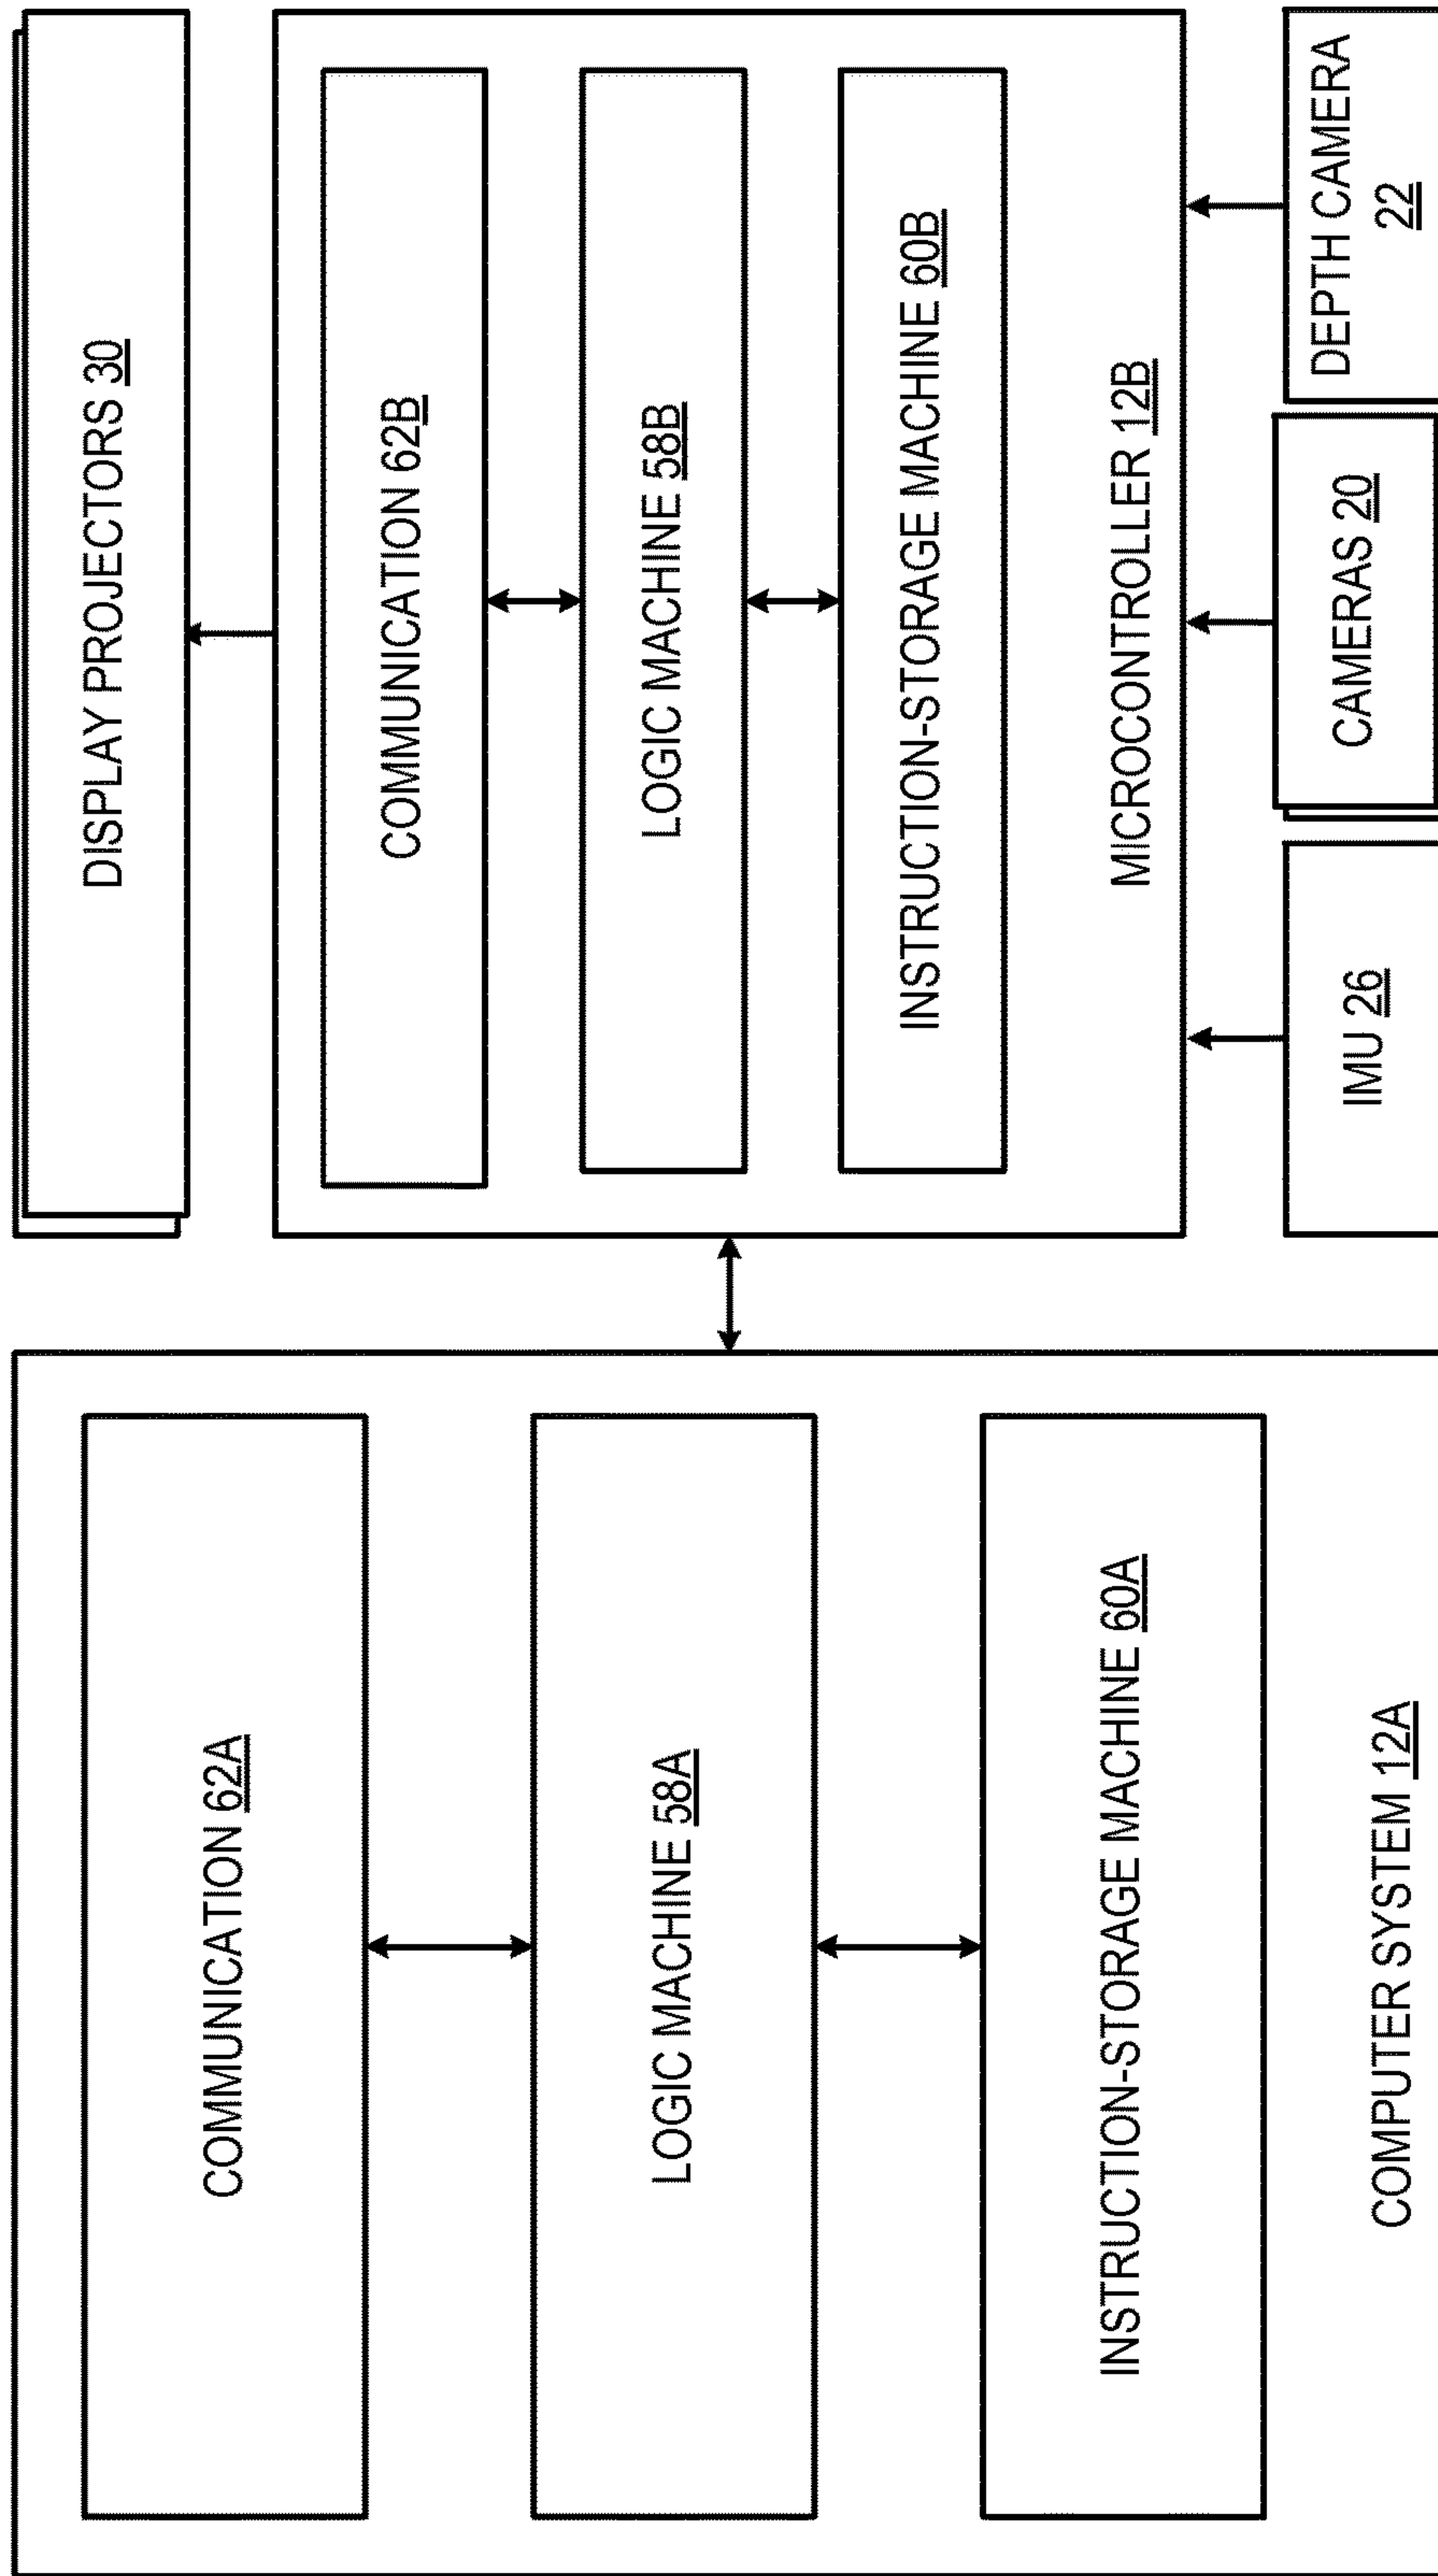 COMMUNICATION 62A
LOGIC MACHINE 58A
INSTRUCTION-STORAGE MACHINE 60A
COMPUTER SYSTEM 12A
DISPLAY PROJECTORS 30
COMMUNICATION 62B
LOGIC MACHINE 58B
INSTRUCTION-STORAGE MACHINE 60B
MICROCONTROLLER 12B
IMU 26
CAMERAS 20
DEPTH CAMERA
22